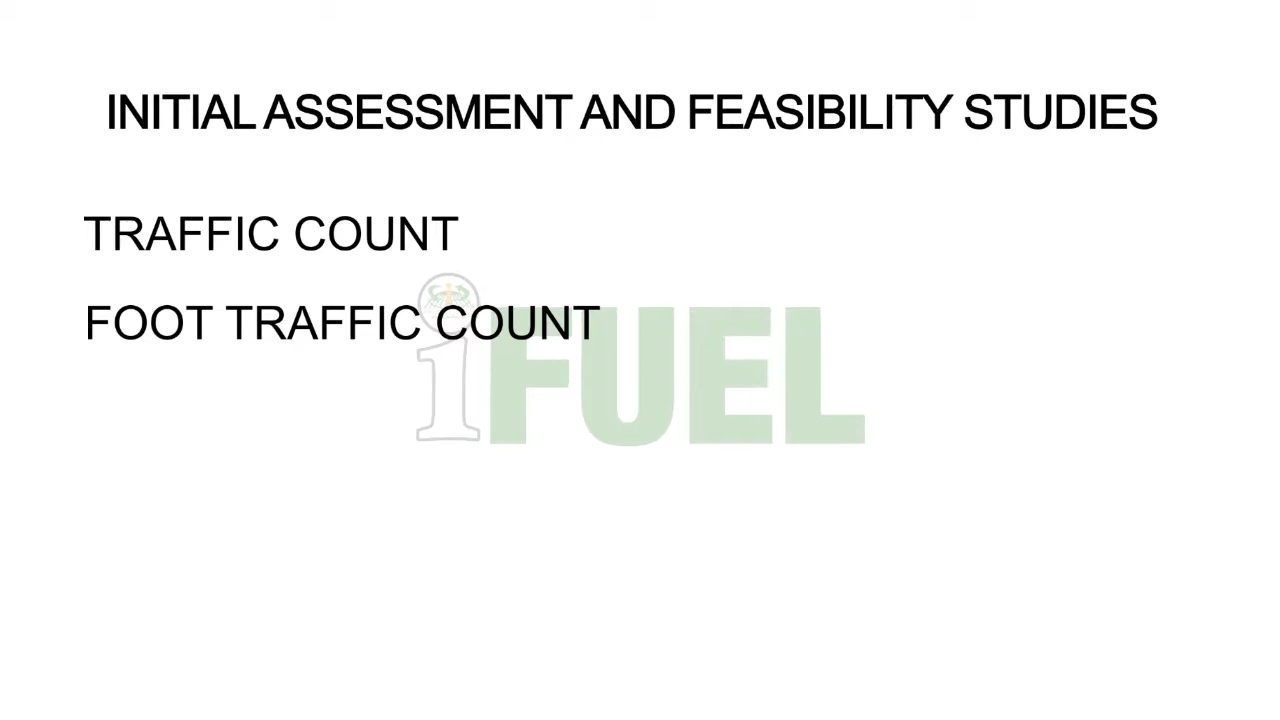 INITIAL ASSESSMENT AND FEASIBILITY STUDIES
TRAFFIC COUNT
FOOT TRAFFIC COUNT
iFUEL